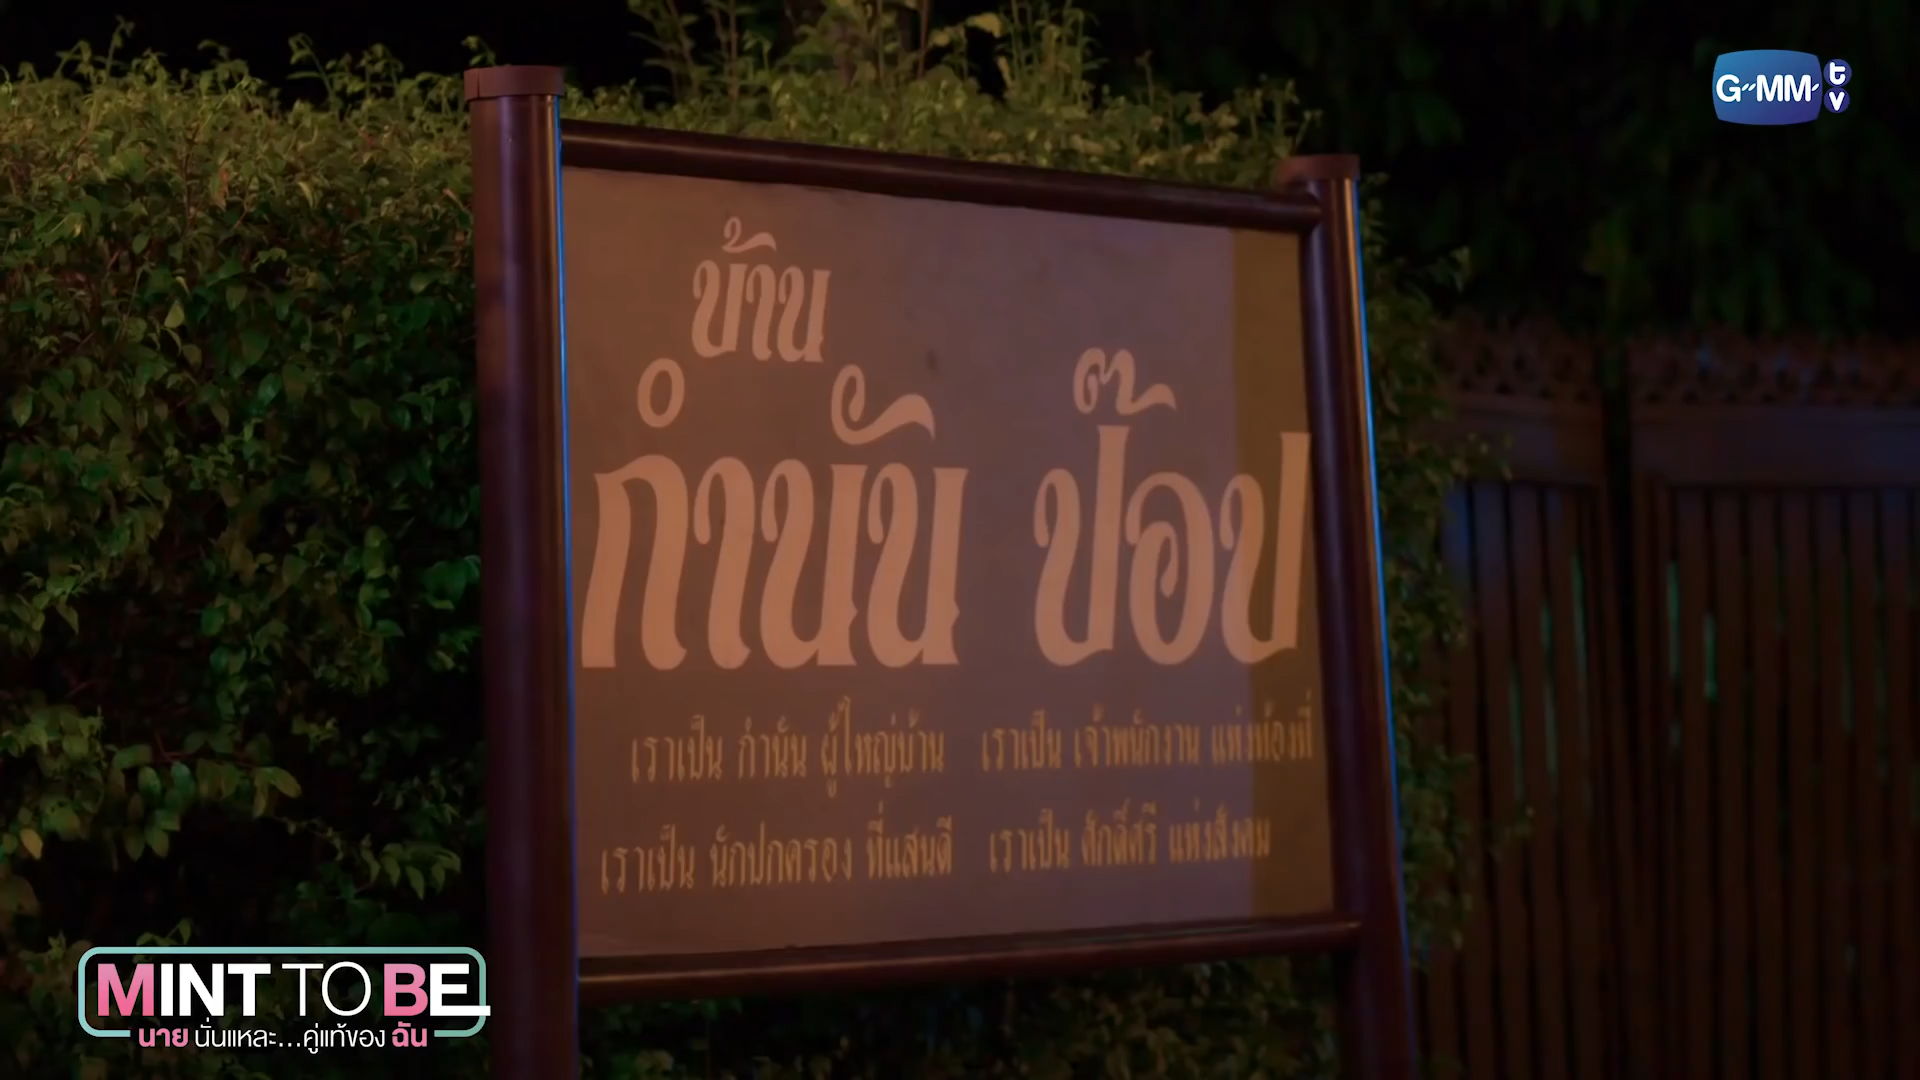 GMM tv
บ้าน
กำนัน ป๊อป
เราเป็น กำนัน ผู้ใหญ่บ้าน เราเป็น เจ้าพนักงาน แห่งท้องที่
เราเป็น นักปกครอง ที่แสนดี เราเป็น ศักดิ์ศรี แห่งสังคม
MINT TO BE
นาย นั่นแหละ...คู่แท้ของ ฉัน